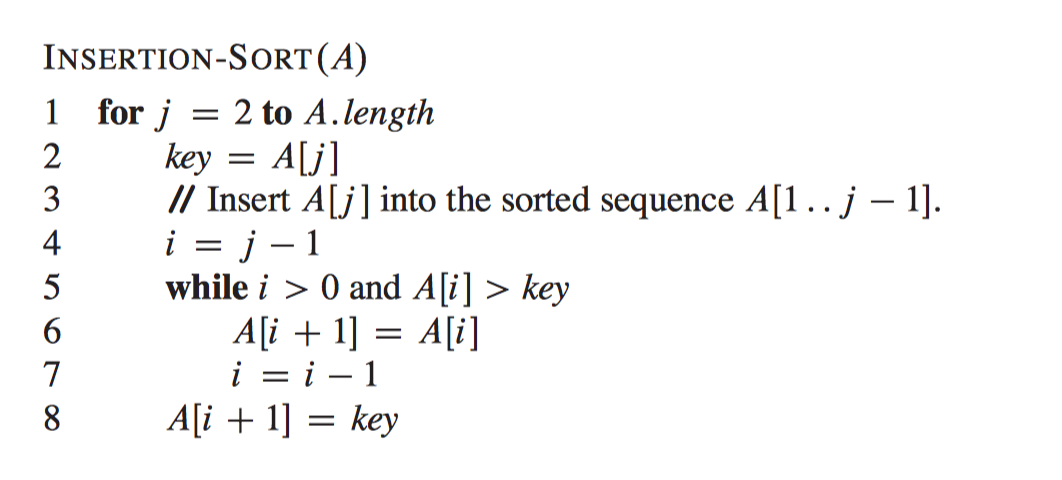 INSERTION-SORT(A)
1 for j = 2 to A.length
2 key = A[j]
3 // Insert A[j] into the sorted sequence A[1 . . j − 1].
4 i = j − 1
5 while i > 0 and A[i] > key
6 A[i + 1] = A[i]
7 i = i − 1
8 A[i + 1] = key